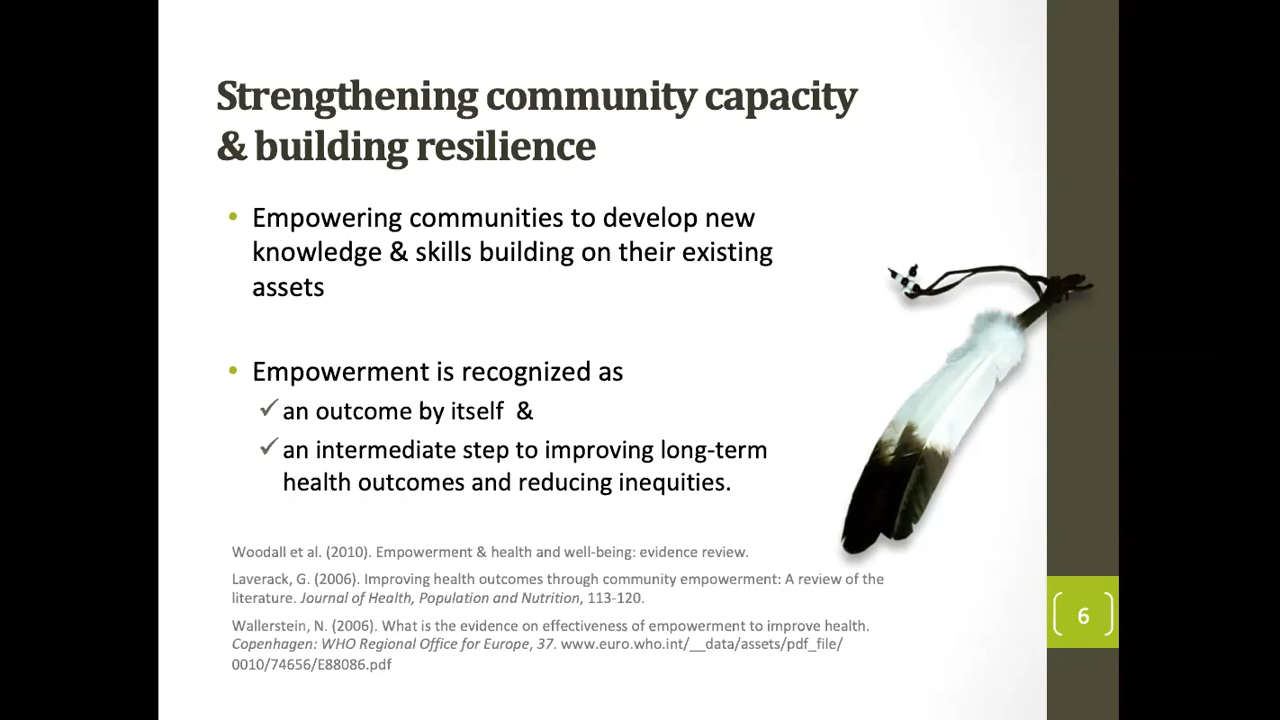 Strengthening community capacity
& building resilience
• Empowering communities to develop new
knowledge & skills building on their existing
assets
• Empowerment is recognized as
✓ an outcome by itself &
✓ an intermediate step to improving long-term
health outcomes and reducing inequities.
Woodall et al. (2010). Empowerment & health and well-being: evidence review.
Laverack, G. (2006). Improving health outcomes through community empowerment: A review of the
literature. Journal of Health, Population and Nutrition, 113-120.
Wallerstein, N. (2006). What is the evidence on effectiveness of empowerment to improve health.
Copenhagen: WHO Regional Office for Europe, 37. www.euro.who.int/__data/assets/pdf_file/
0010/74656/E88086.pdf
6